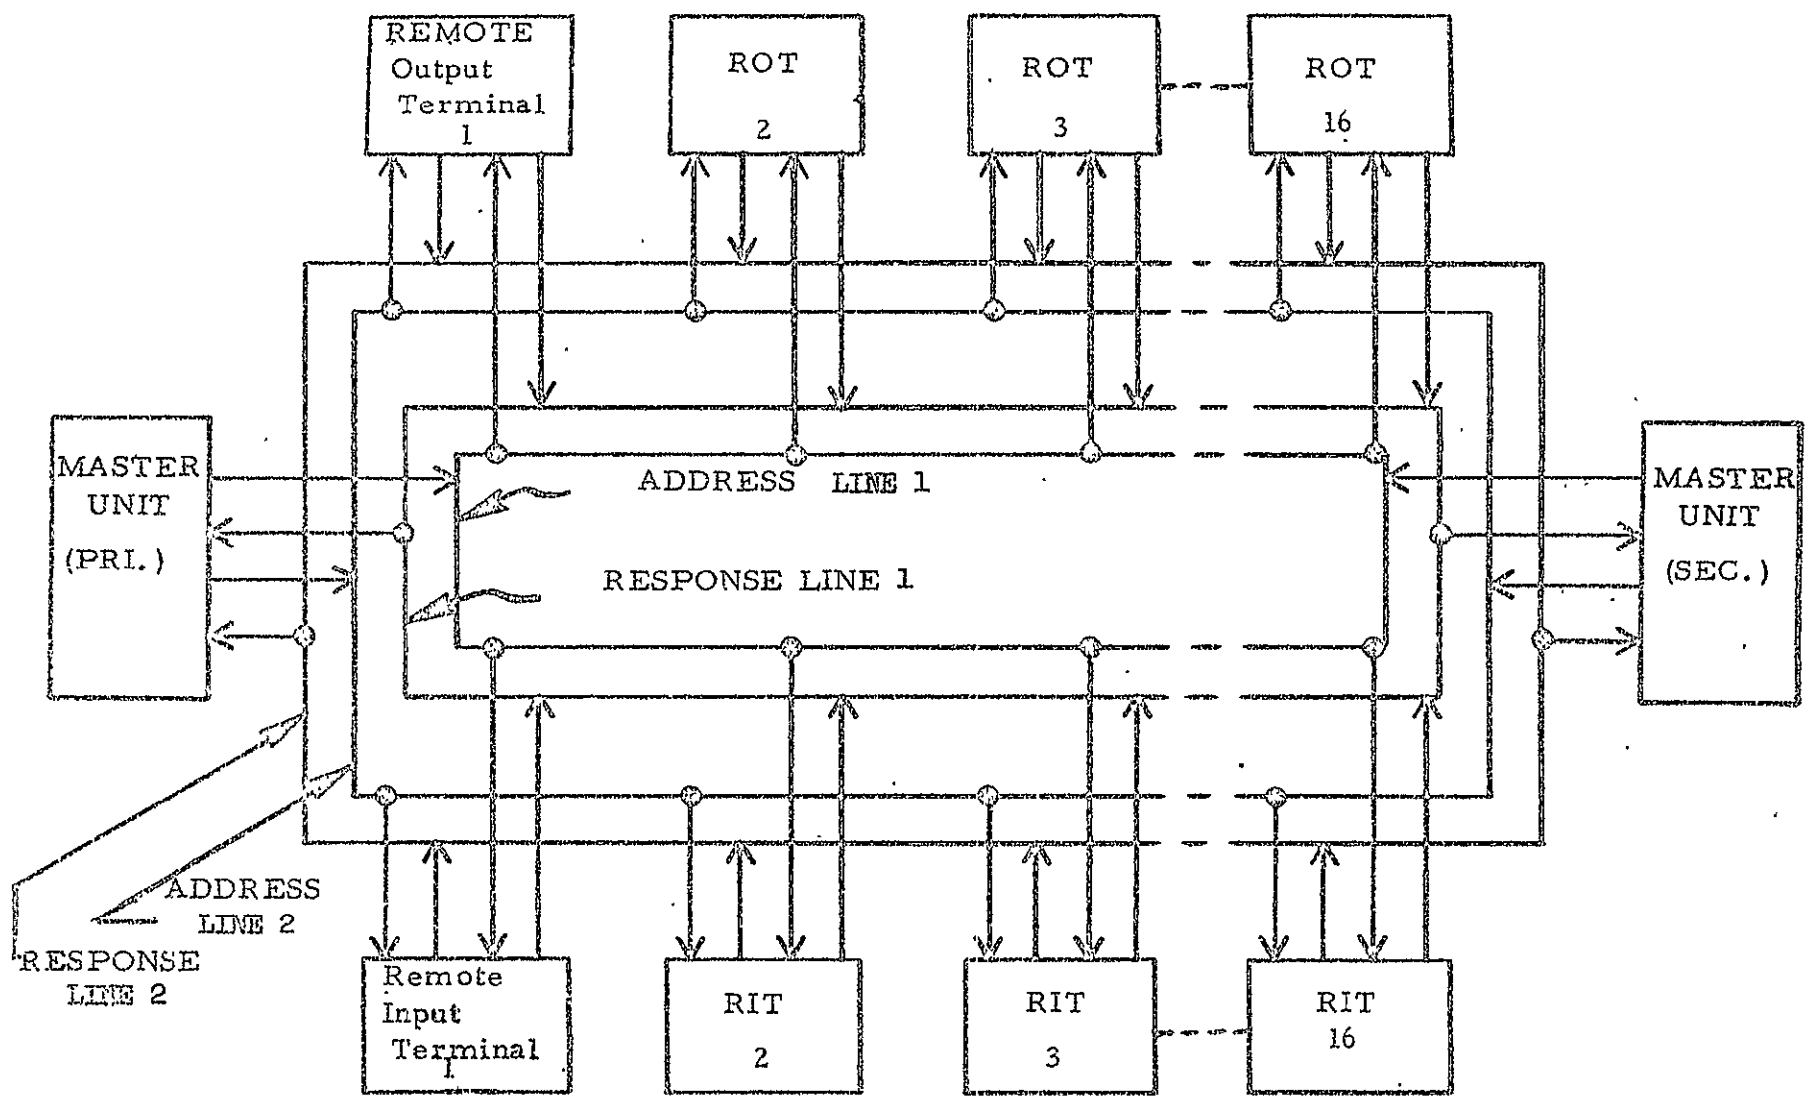 REMOTE
Output
Terminal
1
ROT
2
ROT
3
ROT
16
MASTER
UNIT
(PRI.)
ADDRESS LINE 1
RESPONSE LINE 1
MASTER
UNIT
(SEC.)
ADDRESS
LINE 2
RESPONSE
LINE 2
Remote
Input
Terminal
1
RIT
2
RIT
3
RIT
16